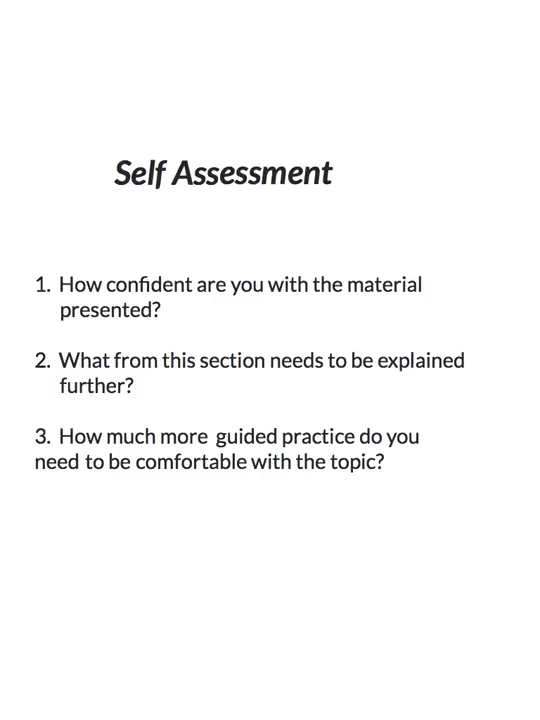 Self Assessment
1. How confident are you with the material
presented?
2. What from this section needs to be explained
further?
3. How much more guided practice do you
need to be comfortable with the topic?